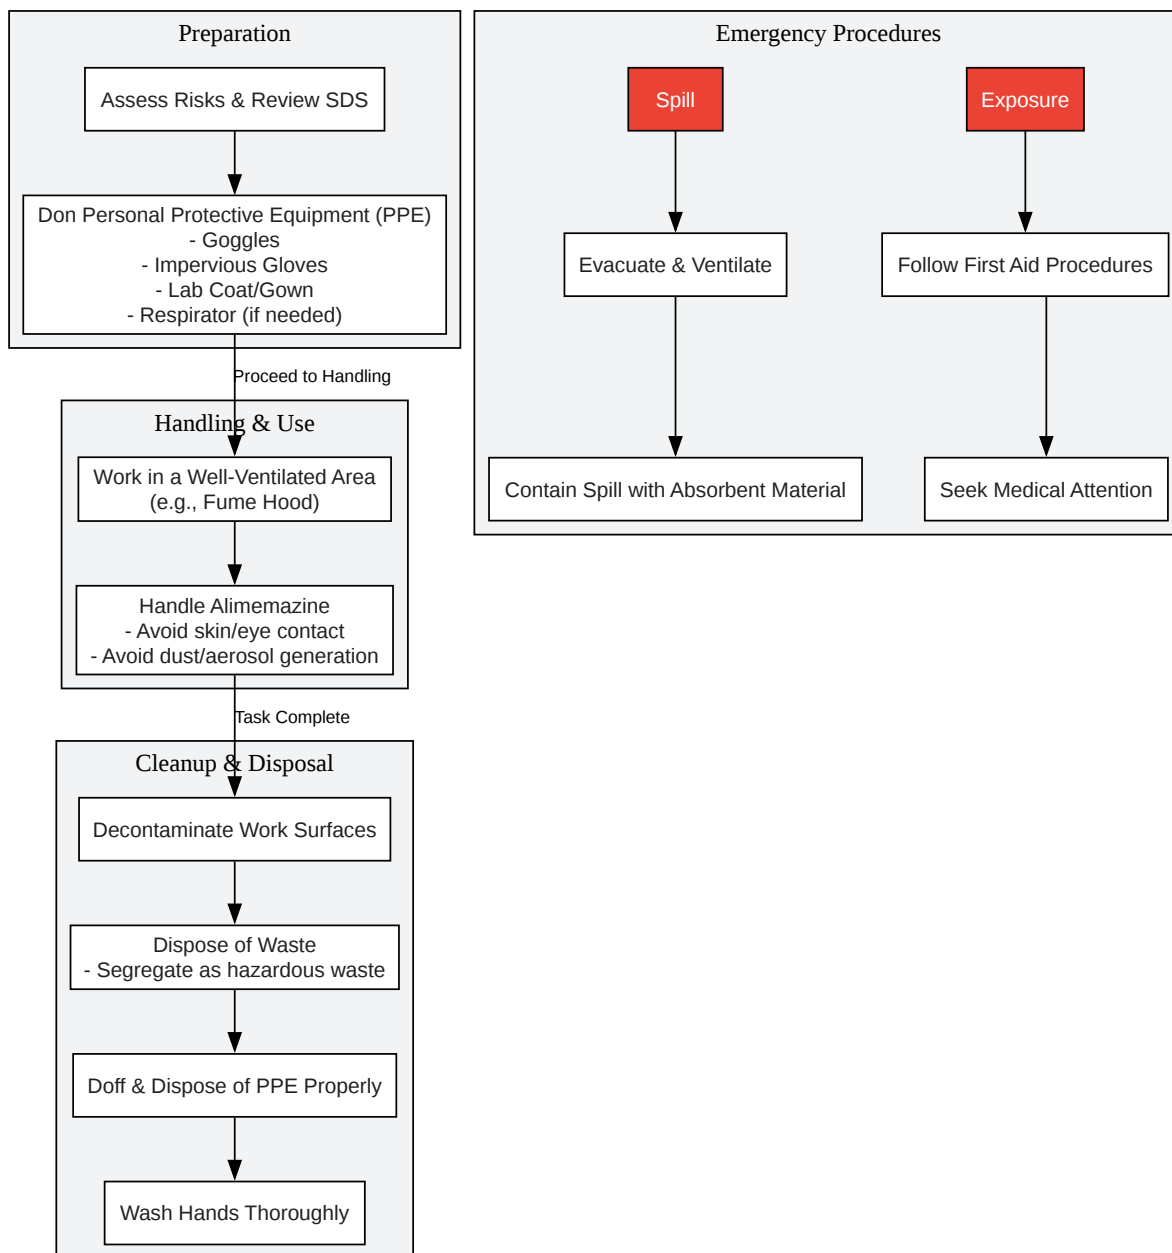 Preparation
Assess Risks & Review SDS
Don Personal Protective Equipment (PPE)
- Goggles
- Impervious Gloves
- Lab Coat/Gown
- Respirator (if needed)
Proceed to Handling
Handling & Use
Work in a Well-Ventilated Area
(e.g., Fume Hood)
Handle Alimemazine
- Avoid skin/eye contact
- Avoid dust/aerosol generation
Task Complete
Cleanup & Disposal
Decontaminate Work Surfaces
Dispose of Waste
- Segregate as hazardous waste
Doff & Dispose of PPE Properly
Wash Hands Thoroughly
Emergency Procedures
Spill
Evacuate & Ventilate
Contain Spill with Absorbent Material
Exposure
Follow First Aid Procedures
Seek Medical Attention